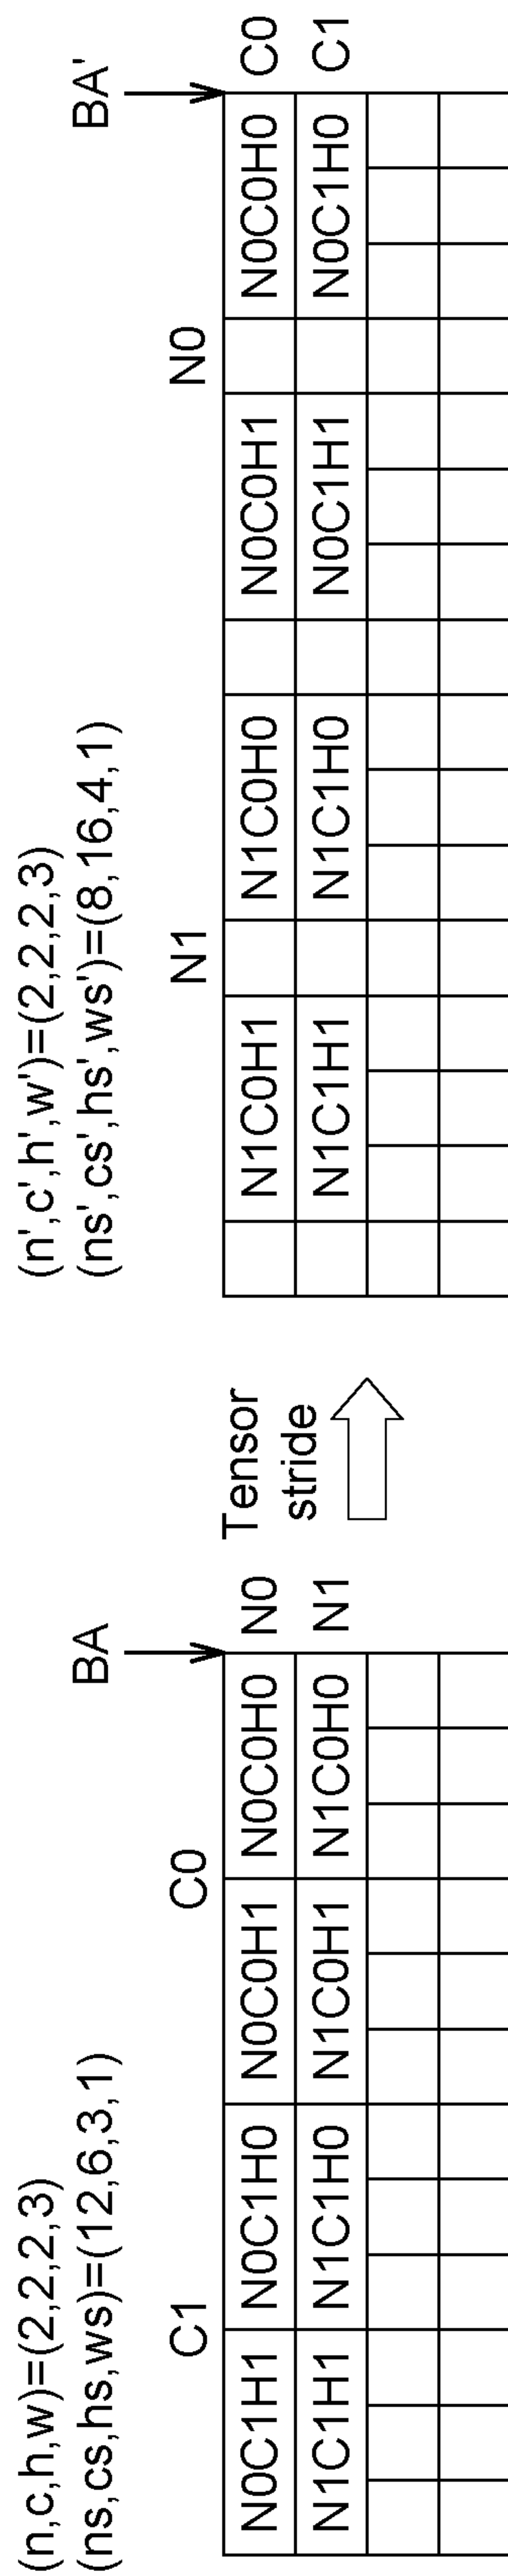 (n,c,h,w)=(2,2,2,3)
(ns,cs,hs,ws)=(12,6,3,1)
BA
C1 C0
N0C1H1 N0C1H0 N0C0H1 N0C0H0 N0
N1C1H1 N1C1H0 N1C0H1 N1C0H0 N1
Tensor
stride
(n',c',h',w')=(2,2,2,3)
(ns',cs',hs',ws')=(8,16,4,1)
BA'
N1 N0
N1C0H1 N1C0H0 N0C0H1 N0C0H0 C0
N1C1H1 N1C1H0 N0C1H1 N0C1H0 C1